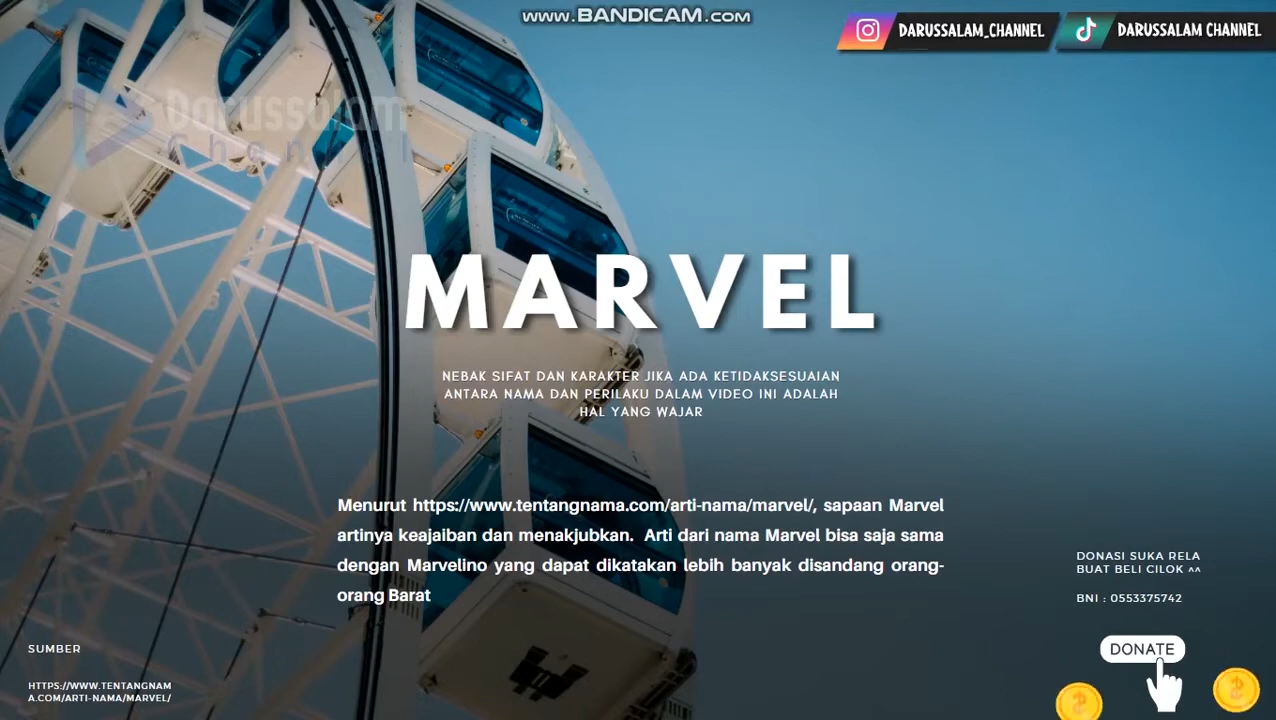 www.BANDICAM.com
DARUSSALAM_CHANNEL
DARUSSALAM CHANNEL
Darussalam
Channel
MARVEL
NEBAK SIFAT DAN KARAKTER JIKA ADA KETIDAKSESUAIAN
ANTARA NAMA DAN PERILAKU DALAM VIDEO INI ADALAH
HAL YANG WAJAR
Menurut https://www.tentangnama.com/arti-nama/marvel/, sapaan Marvel
artinya keajaiban dan menakjubkan. Arti dari nama Marvel bisa saja sama
dengan Marvelino yang dapat dikatakan lebih banyak disandang orang-
orang Barat
DONASI SUKA RELA
BUAT BELI CILOK ^^
BNI : 0553375742
SUMBER
HTTPS://WWW.TENTANGNAM
A.COM/ARTI-NAMA/MARVEL/
DONATE